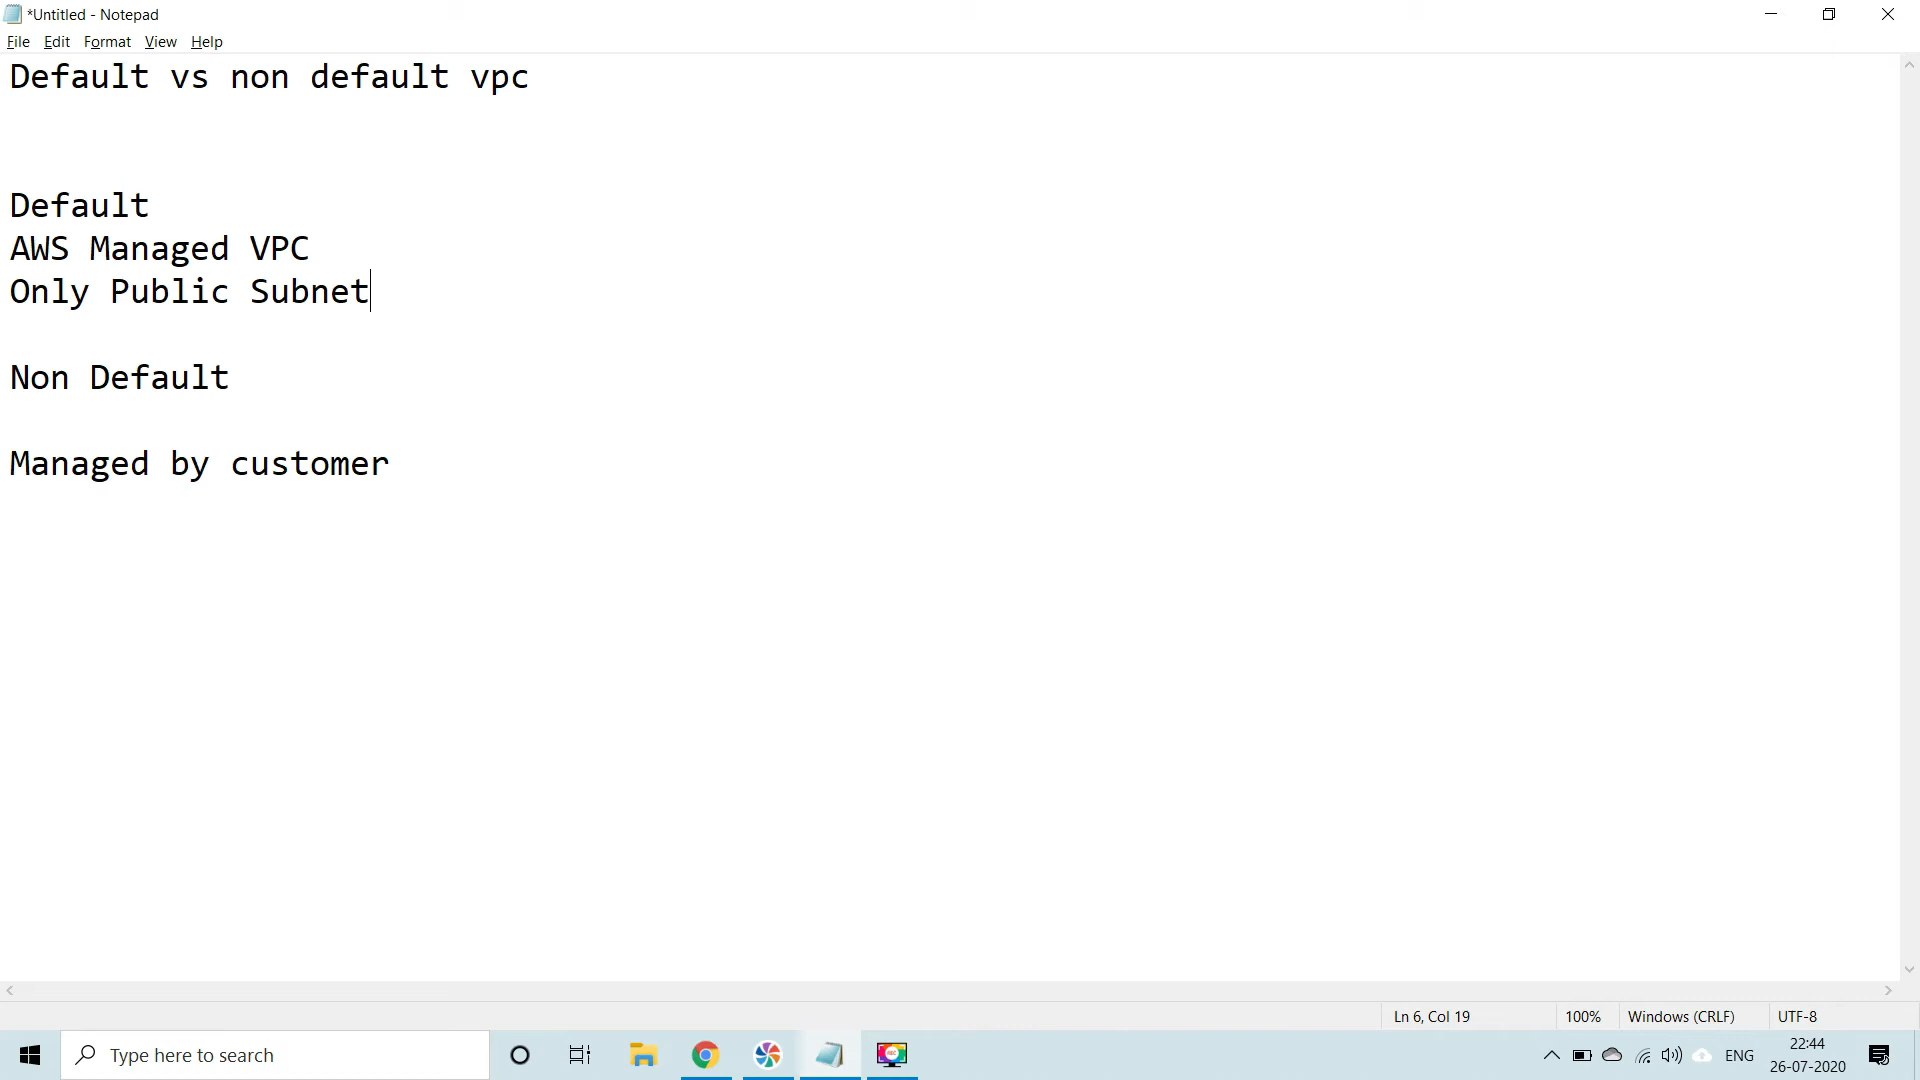 *Untitled - Notepad
File Edit Format View Help
Default vs non default vpc
Default
AWS Managed VPC
Only Public Subnet
Non Default
Managed by customer
Ln 6, Col 19 100% Windows (CRLF) UTF-8
Type here to search
ENG
22:44
26-07-2020